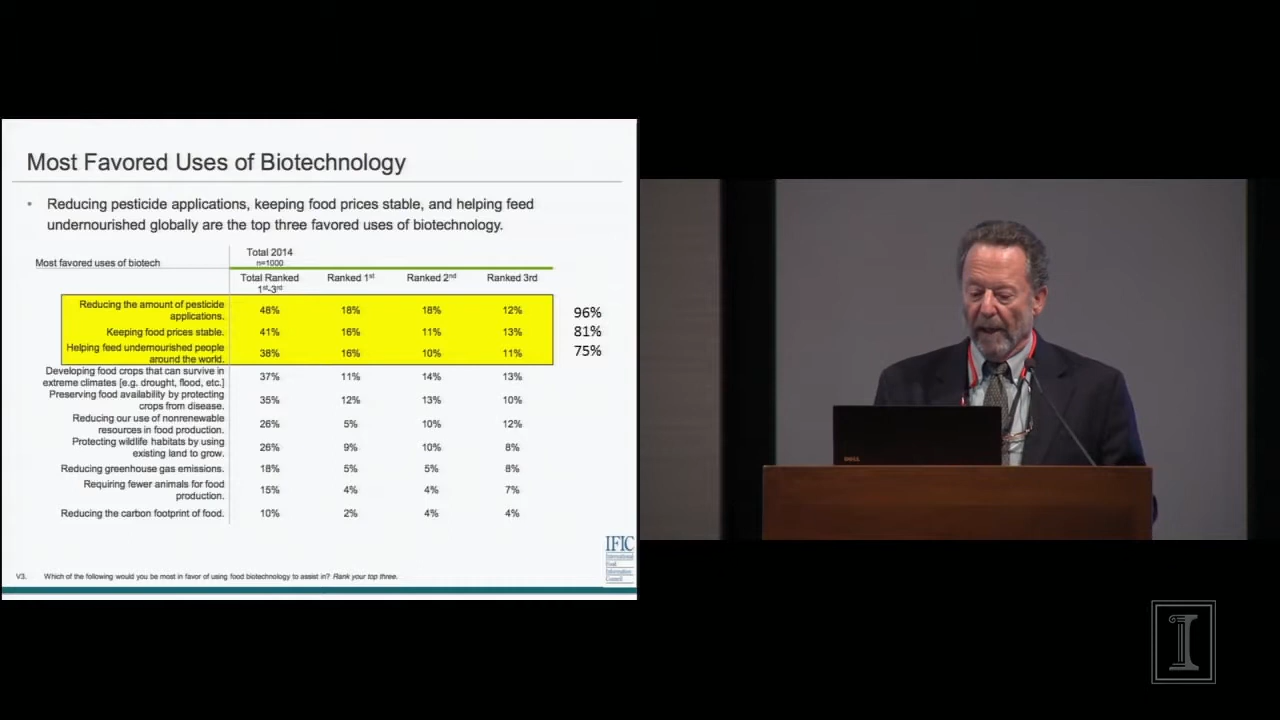 Most Favored Uses of Biotechnology
• Reducing pesticide applications, keeping food prices stable, and helping feed
undernourished globally are the top three favored uses of biotechnology.
Total 2014
n=1000
Most favored uses of biotech
Total Ranked Ranked 1st Ranked 2nd Ranked 3rd
1st-3rd
Reducing the amount of pesticide
applications. 48% 18% 18% 12% 96%
Keeping food prices stable. 41% 16% 11% 13% 81%
Helping feed undernourished people
around the world. 38% 16% 10% 11% 75%
Developing food crops that can survive in
extreme climates [e.g. drought, flood, etc.] 37% 11% 14% 13%
Preserving food availability by protecting
crops from disease. 35% 12% 13% 10%
Reducing our use of nonrenewable
resources in food production. 26% 5% 10% 12%
Protecting wildlife habitats by using
existing land to grow. 26% 9% 10% 8%
Reducing greenhouse gas emissions. 18% 5% 5% 8%
Requiring fewer animals for food
production. 15% 4% 4% 7%
Reducing the carbon footprint of food. 10% 2% 4% 4%
IFIC
International
Food
Information
Council
V3. Which of the following would you be most in favor of using food biotechnology to assist in? Rank your top three.
DELL
I